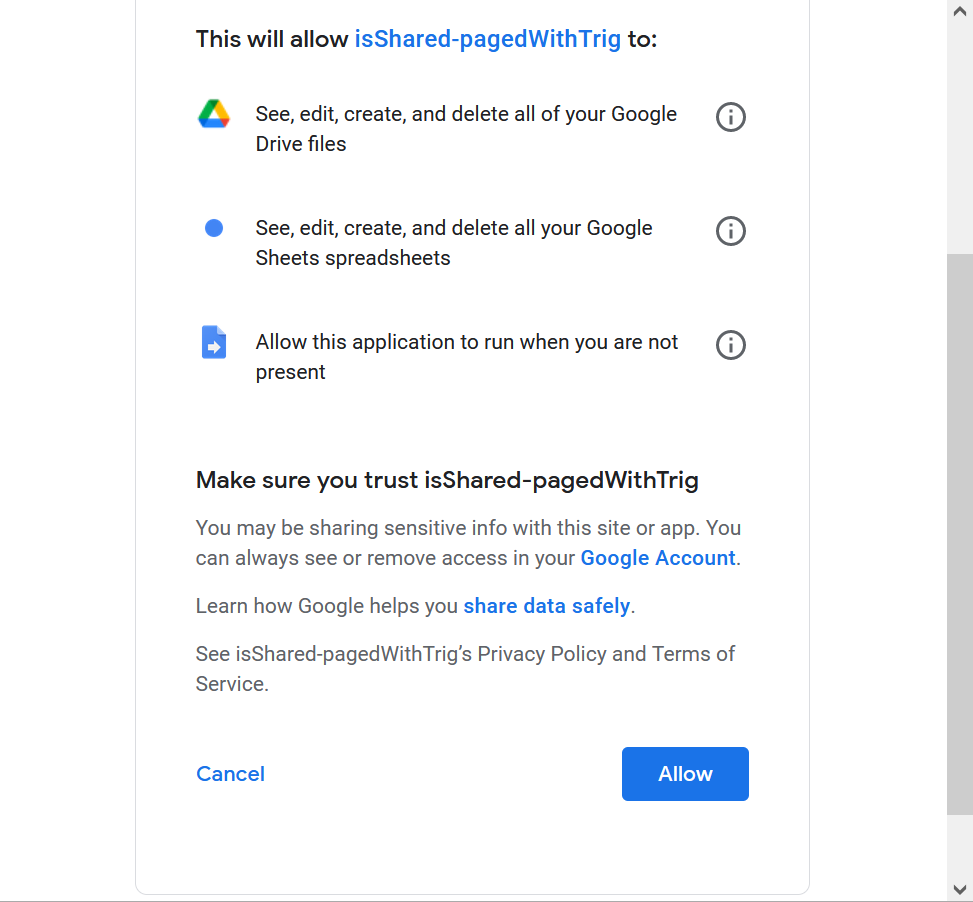 This will allow isShared-pagedWithTrig to:
See, edit, create, and delete all of your Google
Drive files
See, edit, create, and delete all your Google
Sheets spreadsheets
Allow this application to run when you are not
present
Make sure you trust isShared-pagedWithTrig
You may be sharing sensitive info with this site or app. You
can always see or remove access in your Google Account.
Learn how Google helps you share data safely.
See isShared-pagedWithTrig’s Privacy Policy and Terms of
Service.
Cancel
Allow